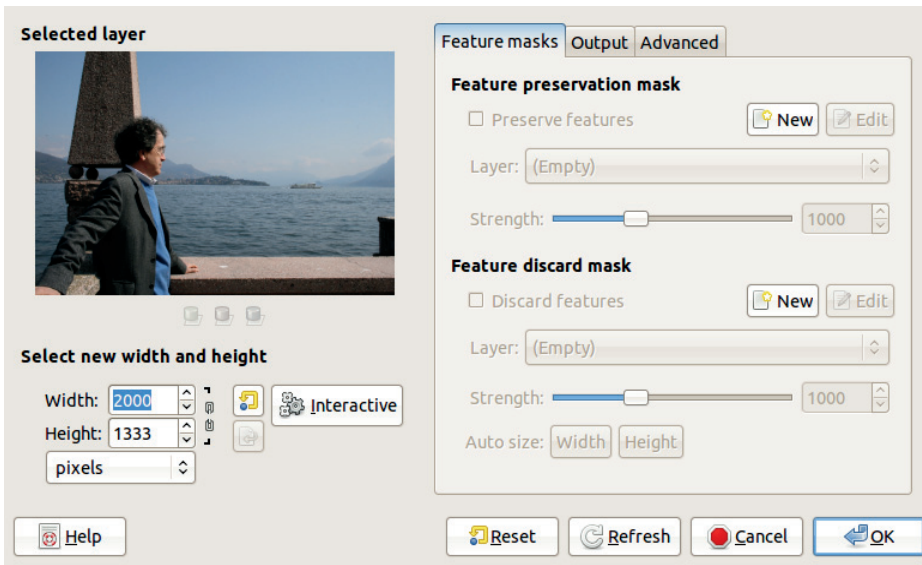 Selected layer
Select new width and height
Width: 2000
Height: 1333
Interactive
pixels
Feature masks Output Advanced
Feature preservation mask
Preserve features New Edit
Layer: (Empty)
Strength: 1000
Feature discard mask
Discard features New Edit
Layer: (Empty)
Strength: 1000
Auto size: Width Height
Help Reset Refresh Cancel OK